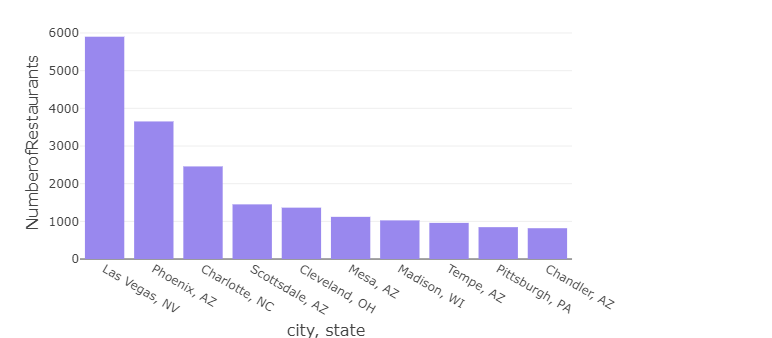 6000
5000
4000
3000
2000
1000
0
NumberofRestaurants
Las Vegas, NV
Phoenix, AZ
Charlotte, NC
Scottsdale, AZ
Cleveland, OH
Mesa, AZ
Madison, WI
Tempe, AZ
Pittsburgh, PA
Chandler, AZ
city, state